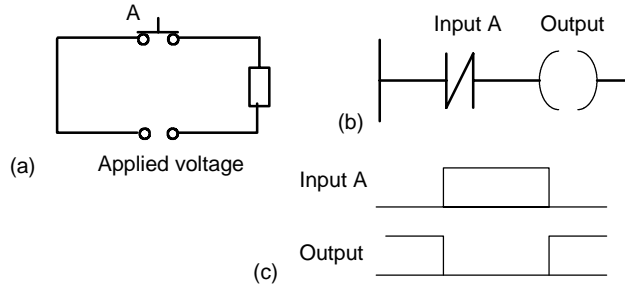 A
(a)
Applied voltage
Input A Output
(b)
Input A
Output
(c)